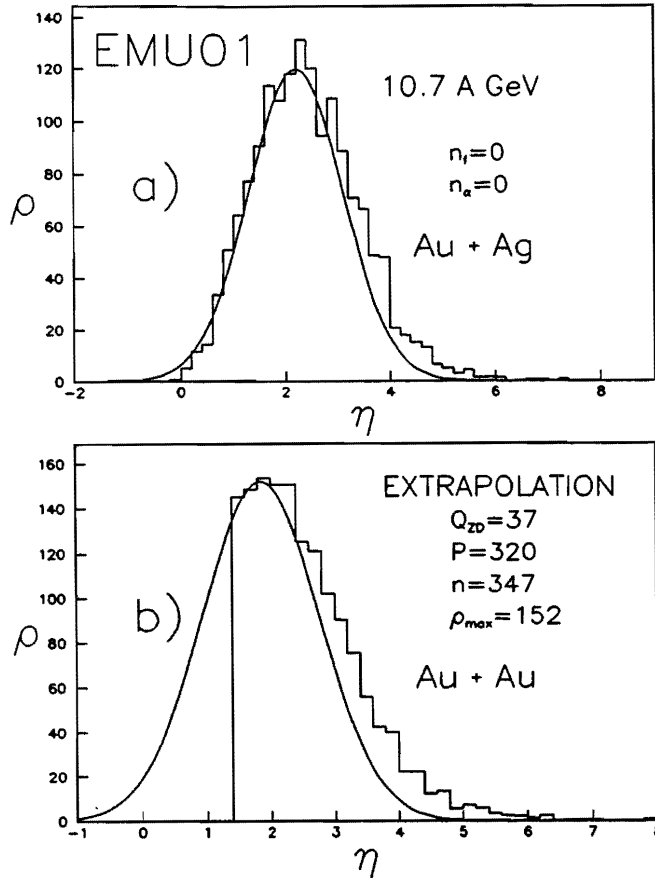 140
EMU01
120
10.7 A GeV
100
n_f=0
80
a)
n_α=0
ρ
60
Au + Ag
40
20
0
-2 0 2 4 6 8
η
160
EXTRAPOLATION
140
Q_ZD=37
120
P=320
100
n=347
80
b)
ρ_max=152
ρ
60
Au + Au
40
20
0
-1 0 1 2 3 4 5 6 7 8
η